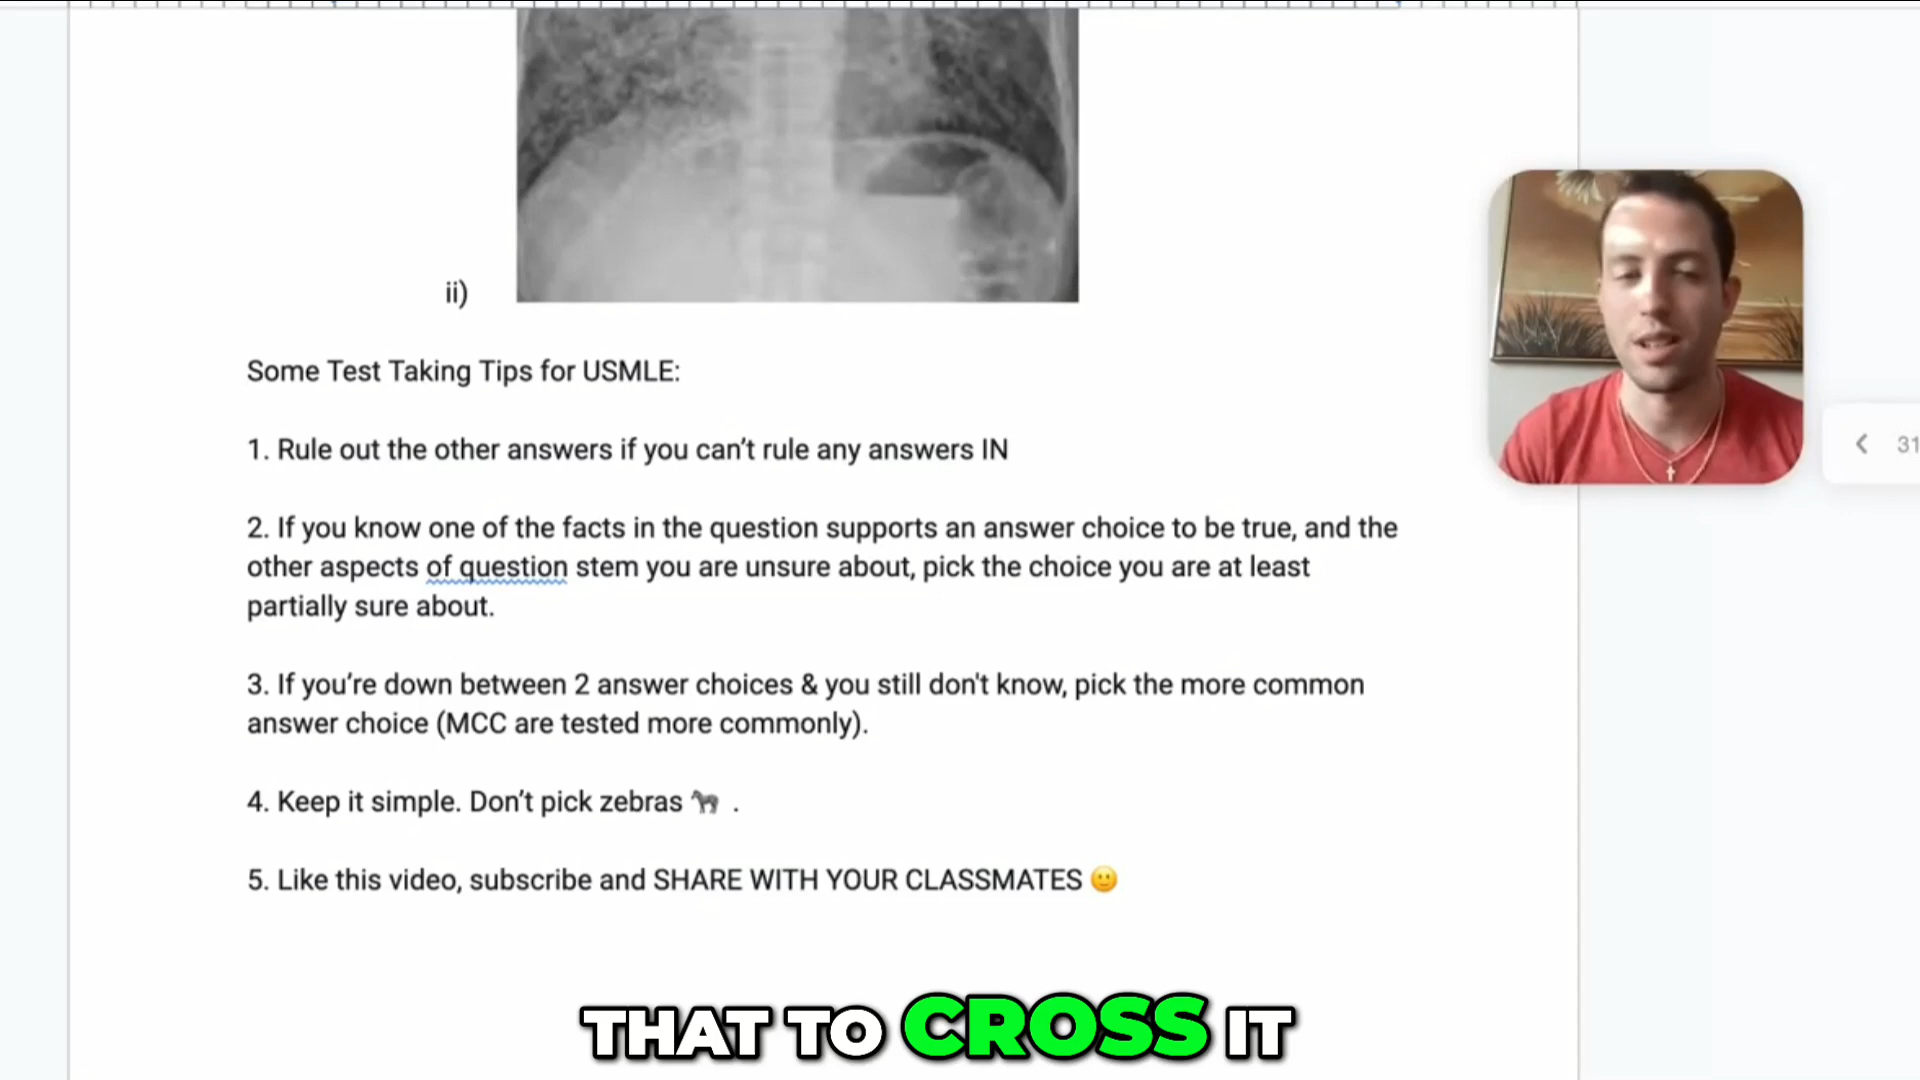 ii)
Some Test Taking Tips for USMLE:
1. Rule out the other answers if you can’t rule any answers IN
2. If you know one of the facts in the question supports an answer choice to be true, and the
other aspects of question stem you are unsure about, pick the choice you are at least
partially sure about.
3. If you’re down between 2 answer choices & you still don't know, pick the more common
answer choice (MCC are tested more commonly).
4. Keep it simple. Don’t pick zebras 🦓 .
5. Like this video, subscribe and SHARE WITH YOUR CLASSMATES 🙂
31
THAT TO CROSS IT